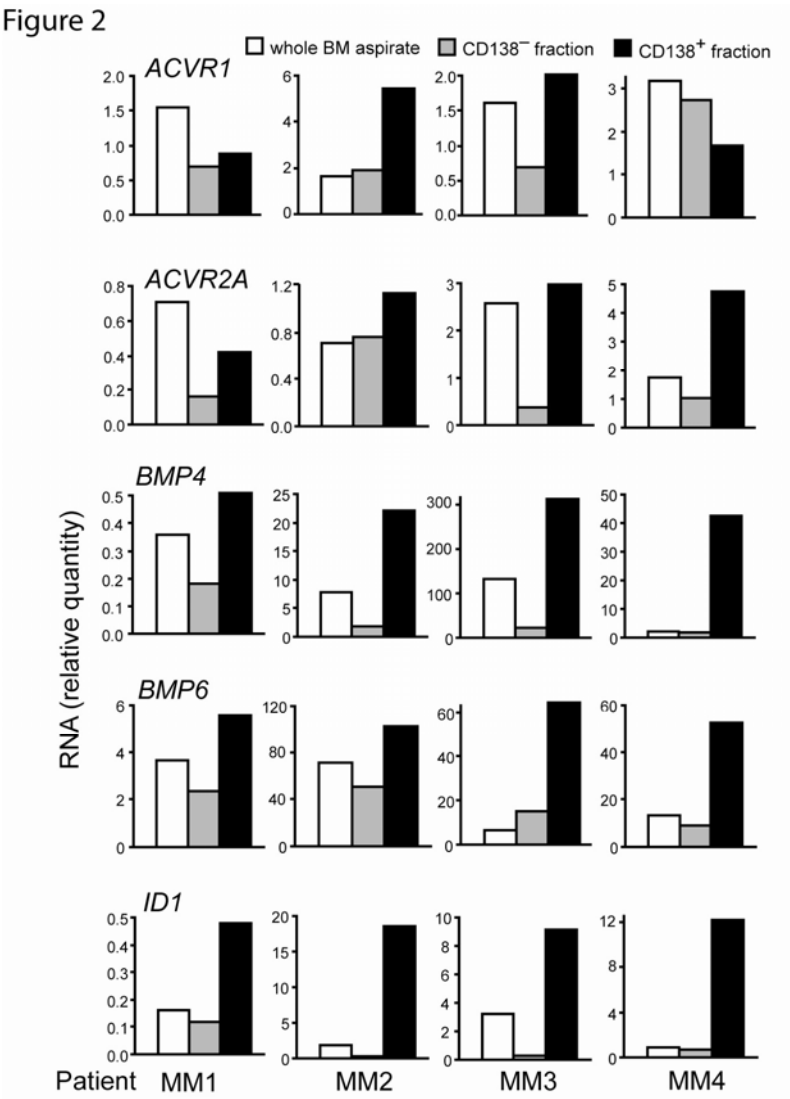 Figure 2
whole BM aspirate CD138− fraction CD138+ fraction
ACVR1
2.0 1.5 1.0 0.5 0.0
6 4 2 0
2.0 1.5 1.0 0.5 0.0
3 2 1 0
ACVR2A
0.8 0.6 0.4 0.2 0.0
1.2 0.8 0.4 0.0
3 2 1 0
5 4 3 2 1 0
RNA (relative quantity)
BMP4
0.5 0.4 0.3 0.2 0.1 0.0
25 20 15 10 5 0
300 200 100 0
50 40 30 20 10 0
BMP6
6 4 2 0
120 80 40 0
60 40 20 0
60 40 20 0
ID1
0.5 0.4 0.3 0.2 0.1 0.0
20 15 10 5 0
10 8 6 4 2 0
12 8 4 0
Patient MM1 MM2 MM3 MM4